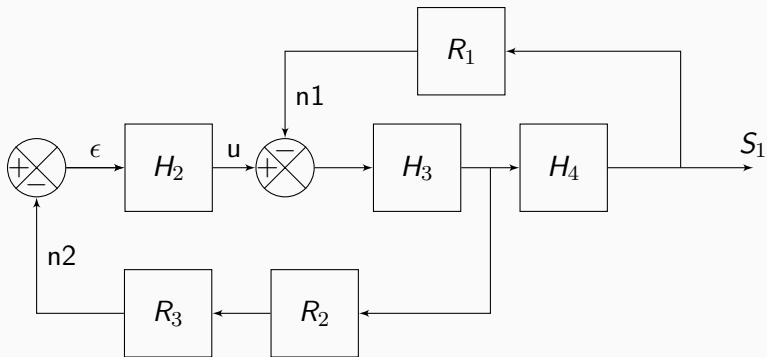 R₁
n1
S₁
+ −
ϵ
H₂
u
+ −
H₃
H₄
n2
R₃
R₂